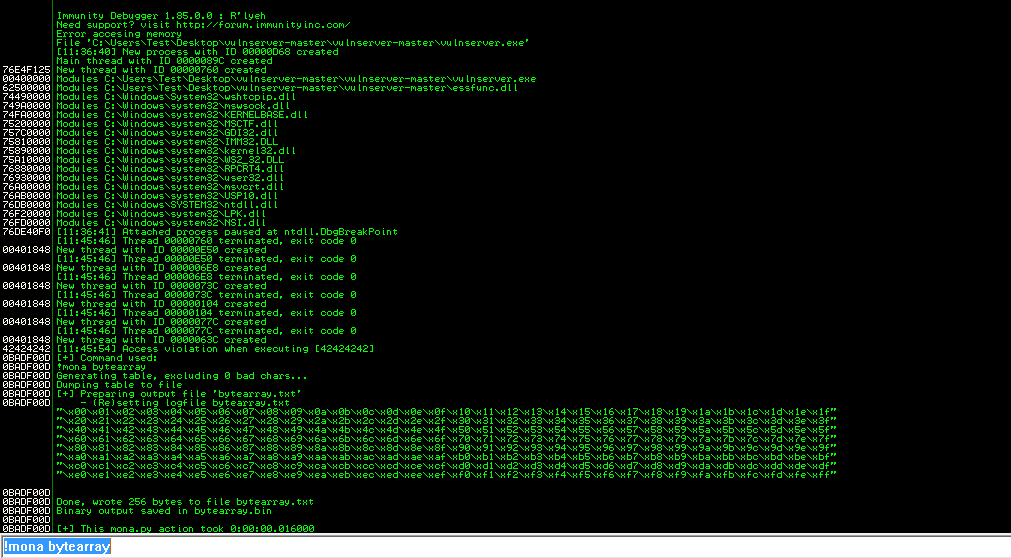 Immunity Debugger 1.85.0.0 : R'lyeh
Need support? visit http://forum.immunityinc.com/
Error accesing memory
File 'C:\Users\Test\Desktop\vulnserver-master\vulnserver-master\vulnserver.exe'
[11:36:40] New process with ID 00000D68 created
Main thread with ID 0000089C created
76E4F125 New thread with ID 00000760 created
00400000 Modules C:\Users\Test\Desktop\vulnserver-master\vulnserver-master\vulnserver.exe
62500000 Modules C:\Users\Test\Desktop\vulnserver-master\vulnserver-master\essfunc.dll
74490000 Modules C:\Windows\System32\wshtcpip.dll
749A0000 Modules C:\Windows\system32\mswsock.dll
74FA0000 Modules C:\Windows\system32\KERNELBASE.dll
75200000 Modules C:\Windows\system32\MSCTF.dll
757C0000 Modules C:\Windows\system32\GDI32.dll
75810000 Modules C:\Windows\system32\IMM32.DLL
75890000 Modules C:\Windows\system32\kernel32.dll
75A10000 Modules C:\Windows\system32\WS2_32.DLL
76880000 Modules C:\Windows\system32\RPCRT4.dll
76930000 Modules C:\Windows\system32\user32.dll
76A00000 Modules C:\Windows\system32\msvcrt.dll
76AB0000 Modules C:\Windows\system32\USP10.dll
76DB0000 Modules C:\Windows\SYSTEM32\ntdll.dll
76F20000 Modules C:\Windows\system32\LPK.dll
76FD0000 Modules C:\Windows\system32\NSI.dll
76DE40F0 [11:36:41] Attached process paused at ntdll.DbgBreakPoint
[11:45:46] Thread 00000760 terminated, exit code 0
00401848 New thread with ID 00000E50 created
[11:45:46] Thread 00000E50 terminated, exit code 0
00401848 New thread with ID 000006E8 created
[11:45:46] Thread 000006E8 terminated, exit code 0
00401848 New thread with ID 0000073C created
[11:45:46] Thread 0000073C terminated, exit code 0
00401848 New thread with ID 00000104 created
[11:45:46] Thread 00000104 terminated, exit code 0
00401848 New thread with ID 0000077C created
[11:45:46] Thread 0000077C terminated, exit code 0
00401848 New thread with ID 0000063C created
42424242 [11:45:54] Access violation when executing [42424242]
0BADF00D [+] Command used:
0BADF00D !mona bytearray
0BADF00D Generating table, excluding 0 bad chars...
0BADF00D Dumping table to file
0BADF00D [+] Preparing output file 'bytearray.txt'
0BADF00D - (Re)setting logfile bytearray.txt
"\x00\x01\x02\x03\x04\x05\x06\x07\x08\x09\x0a\x0b\x0c\x0d\x0e\x0f\x10\x11\x12\x13\x14\x15\x16\x17\x18\x19\x1a\x1b\x1c\x1d\x1e\x1f"
"\x20\x21\x22\x23\x24\x25\x26\x27\x28\x29\x2a\x2b\x2c\x2d\x2e\x2f\x30\x31\x32\x33\x34\x35\x36\x37\x38\x39\x3a\x3b\x3c\x3d\x3e\x3f"
"\x40\x41\x42\x43\x44\x45\x46\x47\x48\x49\x4a\x4b\x4c\x4d\x4e\x4f\x50\x51\x52\x53\x54\x55\x56\x57\x58\x59\x5a\x5b\x5c\x5d\x5e\x5f"
"\x60\x61\x62\x63\x64\x65\x66\x67\x68\x69\x6a\x6b\x6c\x6d\x6e\x6f\x70\x71\x72\x73\x74\x75\x76\x77\x78\x79\x7a\x7b\x7c\x7d\x7e\x7f"
"\x80\x81\x82\x83\x84\x85\x86\x87\x88\x89\x8a\x8b\x8c\x8d\x8e\x8f\x90\x91\x92\x93\x94\x95\x96\x97\x98\x99\x9a\x9b\x9c\x9d\x9e\x9f"
"\xa0\xa1\xa2\xa3\xa4\xa5\xa6\xa7\xa8\xa9\xaa\xab\xac\xad\xae\xaf\xb0\xb1\xb2\xb3\xb4\xb5\xb6\xb7\xb8\xb9\xba\xbb\xbc\xbd\xbe\xbf"
"\xc0\xc1\xc2\xc3\xc4\xc5\xc6\xc7\xc8\xc9\xca\xcb\xcc\xcd\xce\xcf\xd0\xd1\xd2\xd3\xd4\xd5\xd6\xd7\xd8\xd9\xda\xdb\xdc\xdd\xde\xdf"
"\xe0\xe1\xe2\xe3\xe4\xe5\xe6\xe7\xe8\xe9\xea\xeb\xec\xed\xee\xef\xf0\xf1\xf2\xf3\xf4\xf5\xf6\xf7\xf8\xf9\xfa\xfb\xfc\xfd\xfe\xff"
0BADF00D
0BADF00D Done, wrote 256 bytes to file bytearray.txt
0BADF00D Binary output saved in bytearray.bin
0BADF00D
0BADF00D [+] This mona.py action took 0:00:00.016000
!mona bytearray